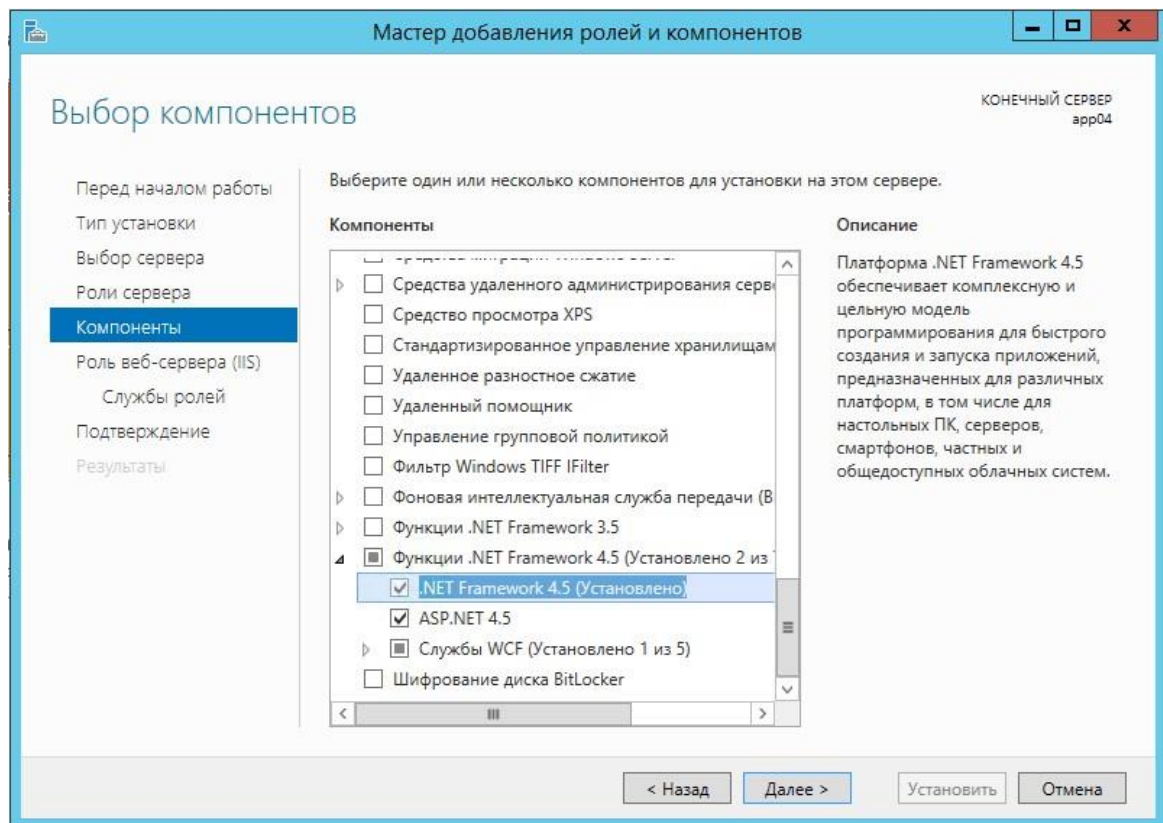 Мастер добавления ролей и компонентов
Выбор компонентов
КОНЕЧНЫЙ СЕРВЕР
app04
Перед началом работы
Тип установки
Выбор сервера
Роли сервера
Компоненты
Роль веб-сервера (IIS)
Службы ролей
Подтверждение
Результаты
Выберите один или несколько компонентов для установки на этом сервере.
Компоненты
Средства удаленного администрирования серв
Средство просмотра XPS
Стандартизированное управление хранилищам
Удаленное разностное сжатие
Удаленный помощник
Управление групповой политикой
Фильтр Windows TIFF IFilter
Фоновая интеллектуальная служба передачи (B
Функции .NET Framework 3.5
Функции .NET Framework 4.5 (Установлено 2 из
.NET Framework 4.5 (Установлено)
ASP.NET 4.5
Службы WCF (Установлено 1 из 5)
Шифрование диска BitLocker
Описание
Платформа .NET Framework 4.5
обеспечивает комплексную и
цельную модель
программирования для быстрого
создания и запуска приложений,
предназначенных для различных
платформ, в том числе для
настольных ПК, серверов,
смартфонов, частных и
общедоступных облачных систем.
< Назад
Далее >
Установить
Отмена